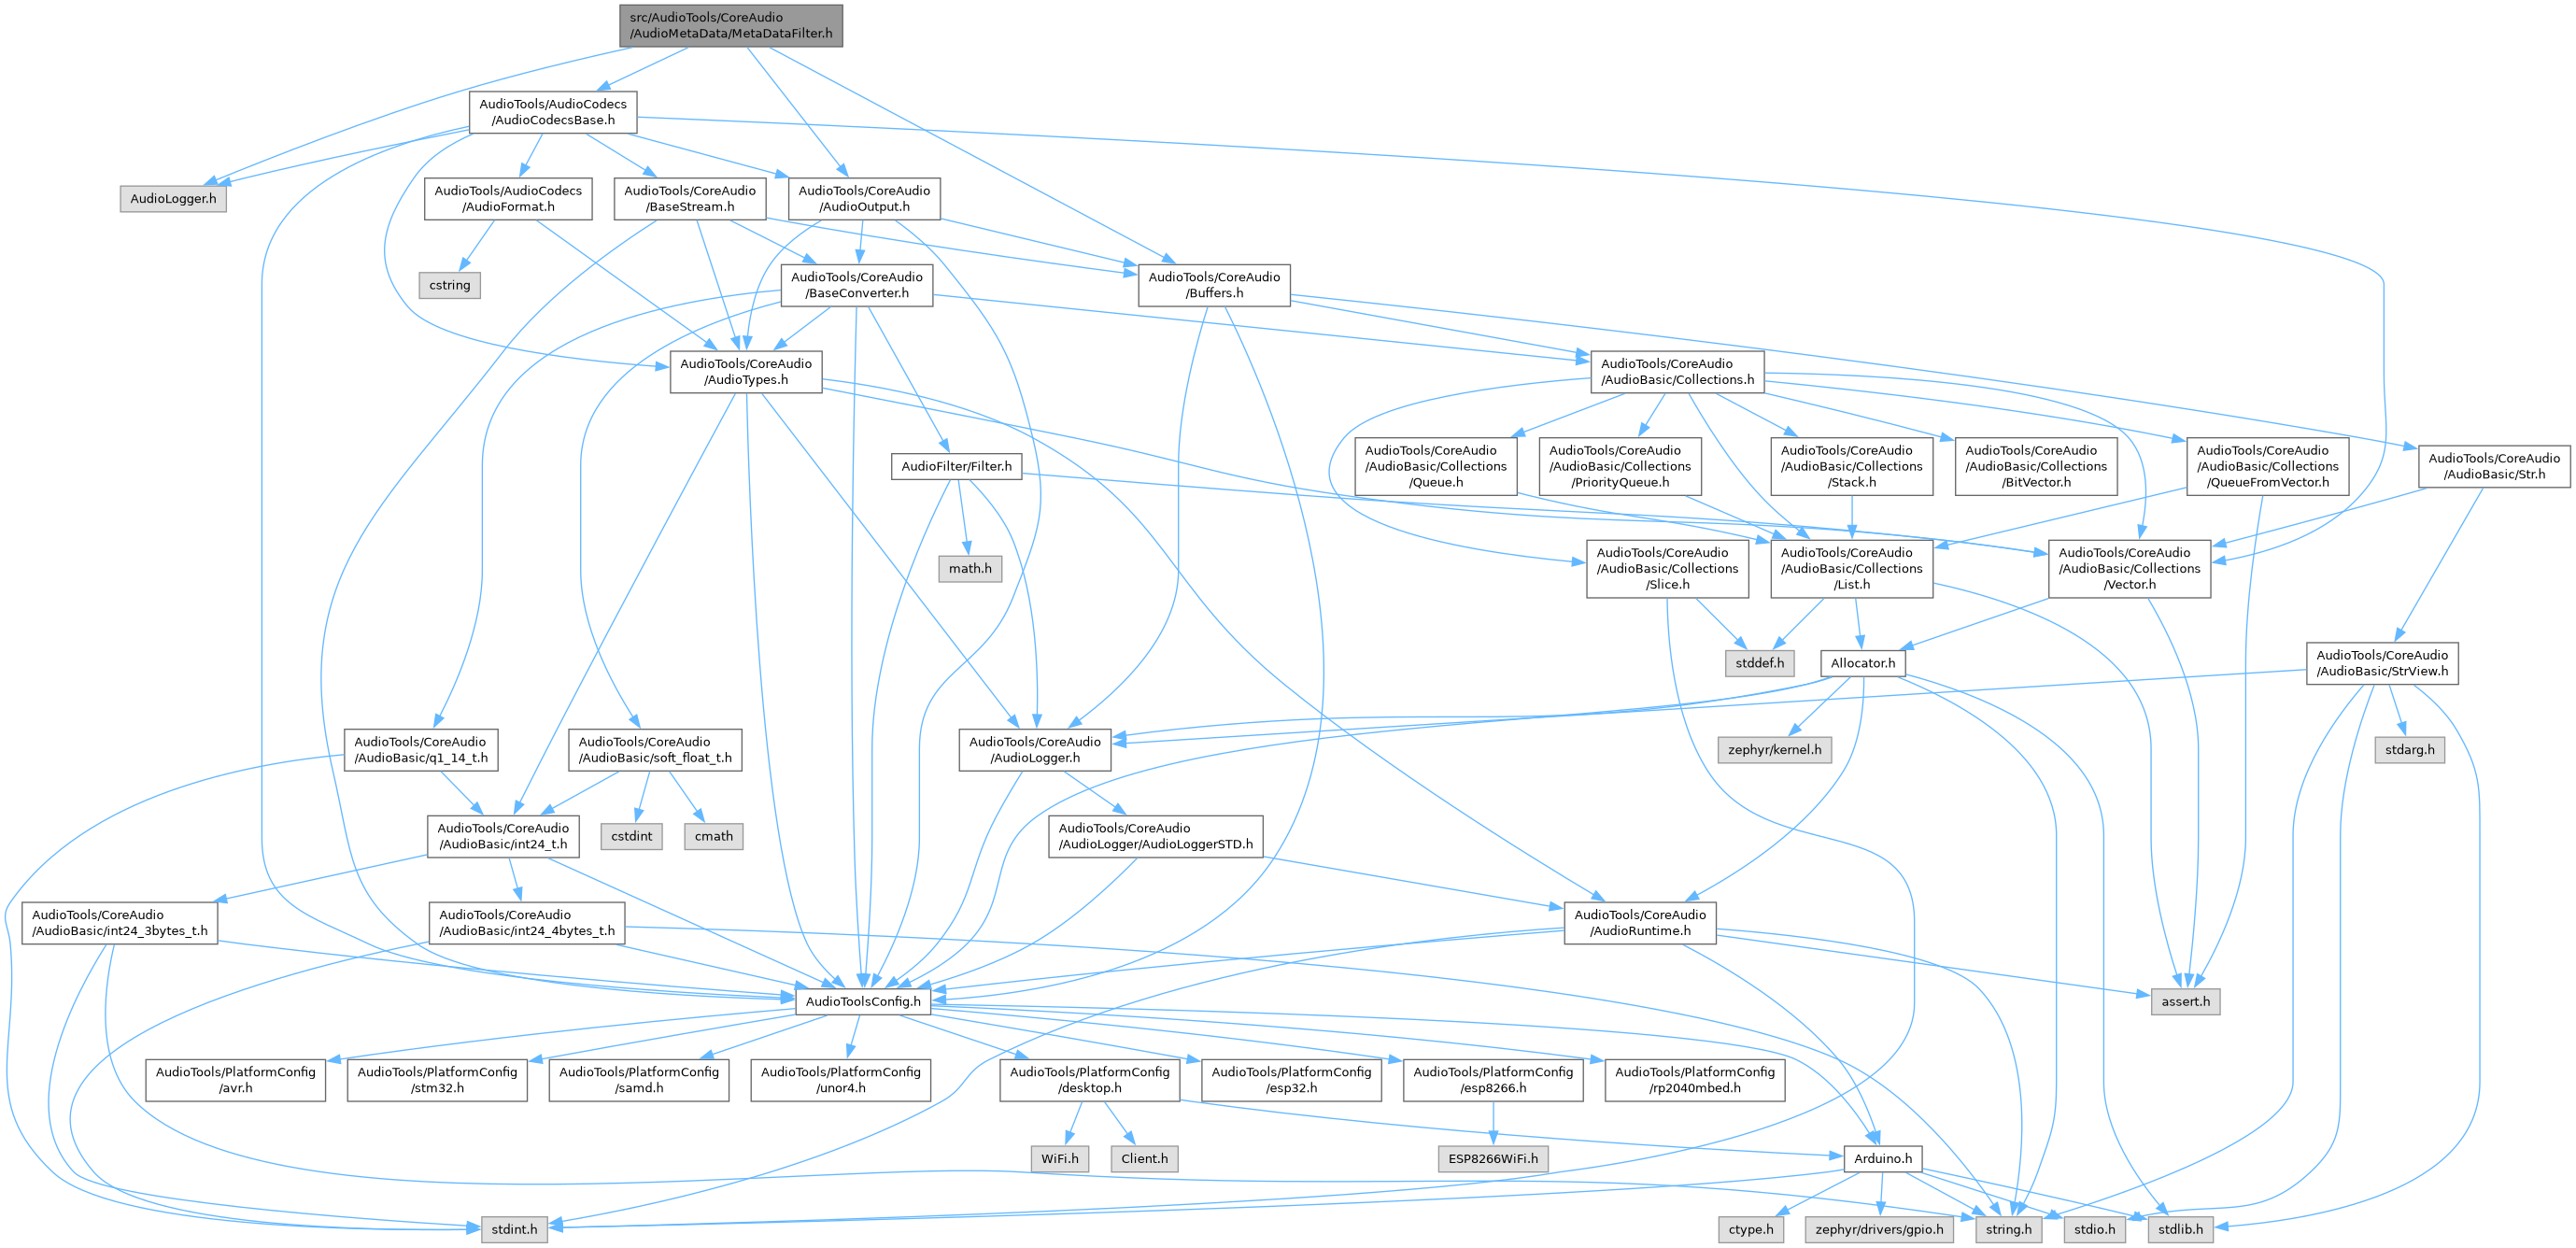 src/AudioTools/CoreAudio
/AudioMetaData/MetaDataFilter.h
AudioTools/AudioCodecs
/AudioCodecsBase.h
AudioLogger.h
AudioTools/AudioCodecs
/AudioFormat.h
AudioTools/CoreAudio
/BaseStream.h
AudioTools/CoreAudio
/AudioOutput.h
cstring
AudioTools/CoreAudio
/BaseConverter.h
AudioTools/CoreAudio
/Buffers.h
AudioTools/CoreAudio
/AudioTypes.h
AudioTools/CoreAudio
/AudioBasic/Collections.h
AudioFilter/Filter.h
AudioTools/CoreAudio
/AudioBasic/Collections
/Queue.h
AudioTools/CoreAudio
/AudioBasic/Collections
/PriorityQueue.h
AudioTools/CoreAudio
/AudioBasic/Collections
/Stack.h
AudioTools/CoreAudio
/AudioBasic/Collections
/BitVector.h
AudioTools/CoreAudio
/AudioBasic/Collections
/QueueFromVector.h
AudioTools/CoreAudio
/AudioBasic/Str.h
math.h
AudioTools/CoreAudio
/AudioBasic/Collections
/Slice.h
AudioTools/CoreAudio
/AudioBasic/Collections
/List.h
AudioTools/CoreAudio
/AudioBasic/Collections
/Vector.h
stddef.h
Allocator.h
AudioTools/CoreAudio
/AudioBasic/StrView.h
AudioTools/CoreAudio
/AudioBasic/q1_14_t.h
AudioTools/CoreAudio
/AudioBasic/soft_float_t.h
AudioTools/CoreAudio
/AudioLogger.h
zephyr/kernel.h
stdarg.h
AudioTools/CoreAudio
/AudioBasic/int24_t.h
cstdint
cmath
AudioTools/CoreAudio
/AudioLogger/AudioLoggerSTD.h
AudioTools/CoreAudio
/AudioBasic/int24_3bytes_t.h
AudioTools/CoreAudio
/AudioBasic/int24_4bytes_t.h
AudioTools/CoreAudio
/AudioRuntime.h
AudioToolsConfig.h
assert.h
AudioTools/PlatformConfig
/avr.h
AudioTools/PlatformConfig
/stm32.h
AudioTools/PlatformConfig
/samd.h
AudioTools/PlatformConfig
/unor4.h
AudioTools/PlatformConfig
/desktop.h
AudioTools/PlatformConfig
/esp32.h
AudioTools/PlatformConfig
/esp8266.h
AudioTools/PlatformConfig
/rp2040mbed.h
WiFi.h
Client.h
ESP8266WiFi.h
Arduino.h
stdint.h
ctype.h
zephyr/drivers/gpio.h
string.h
stdio.h
stdlib.h